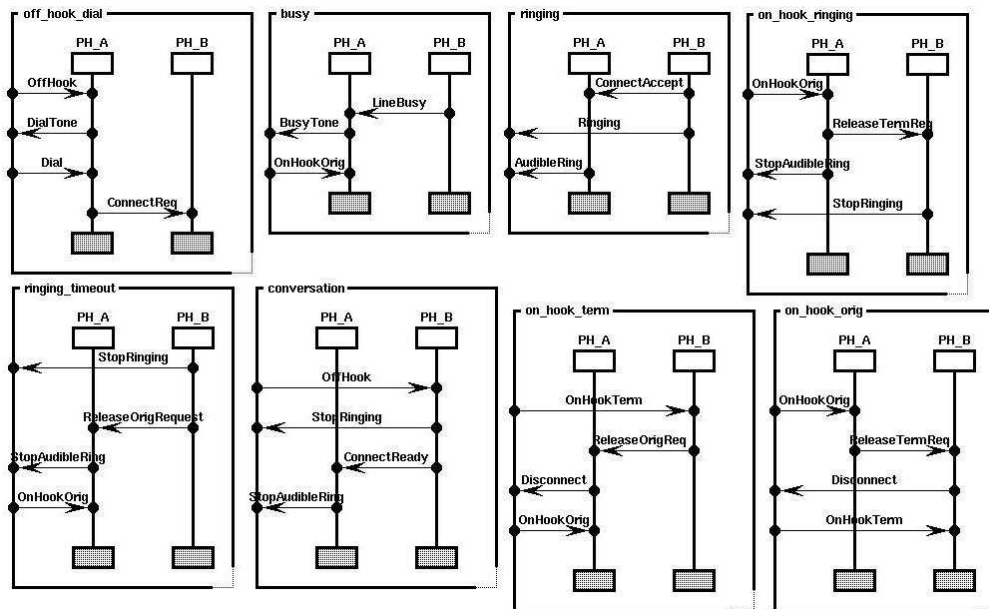 off_hook_dial
PH_A PH_B
OffHook
DialTone
Dial
ConnectReq
busy
PH_A PH_B
LineBusy
BusyTone
OnHookOrig
ringing
PH_A PH_B
ConnectAccept
Ringing
AudibleRing
on_hook_ringing
PH_A PH_B
OnHookOrig
ReleaseTermReq
StopAudibleRing
StopRinging
ringing_timeout
PH_A PH_B
StopRinging
ReleaseOrigRequest
StopAudibleRing
OnHookOrig
conversation
PH_A PH_B
OffHook
StopRinging
ConnectReady
StopAudibleRing
on_hook_term
PH_A PH_B
OnHookTerm
ReleaseOrigReq
Disconnect
OnHookOrig
on_hook_orig
PH_A PH_B
OnHookOrig
ReleaseTermReq
Disconnect
OnHookTerm